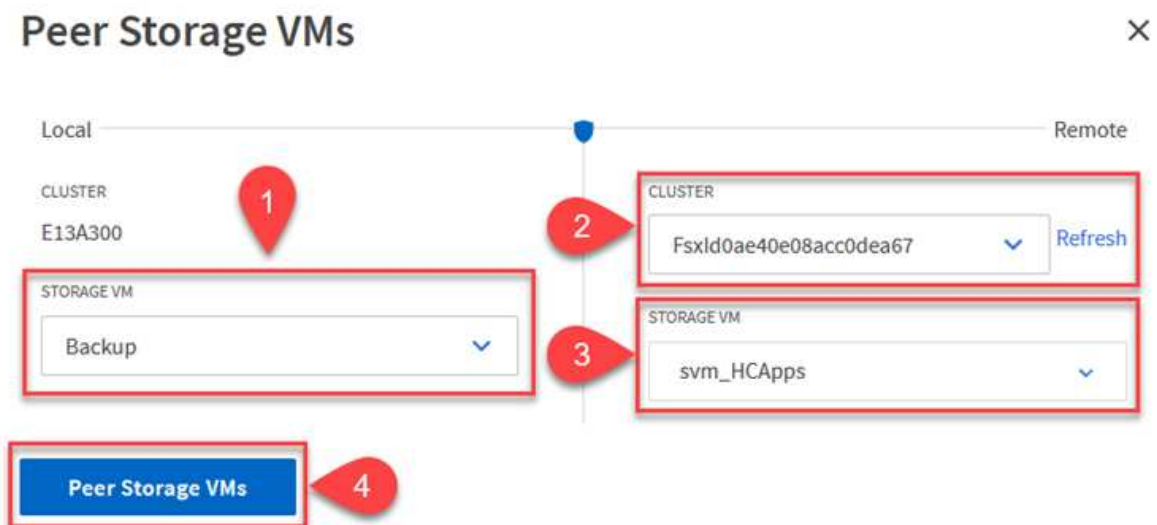 Peer Storage VMs
Local
Remote
CLUSTER
E13A300
1
STORAGE VM
Backup
2
CLUSTER
FsxId0ae40e08acc0dea67
Refresh
3
STORAGE VM
svm_HCApps
Peer Storage VMs
4